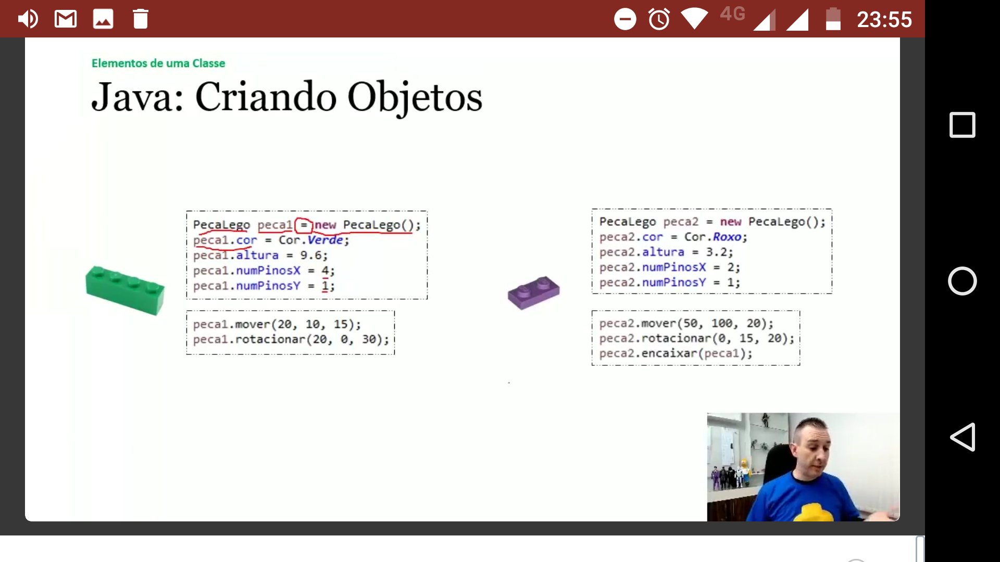 4G
23:55
Elementos de uma Classe
Java: Criando Objetos
PecaLego peca1 = new PecaLego();
peca1.cor = Cor.Verde;
peca1.altura = 9.6;
peca1.numPinosX = 4;
peca1.numPinosY = 1;
peca1.mover(20, 10, 15);
peca1.rotacionar(20, 0, 30);
PecaLego peca2 = new PecaLego();
peca2.cor = Cor.Roxo;
peca2.altura = 3.2;
peca2.numPinosX = 2;
peca2.numPinosY = 1;
peca2.mover(50, 100, 20);
peca2.rotacionar(0, 15, 20);
peca2.encaixar(peca1);